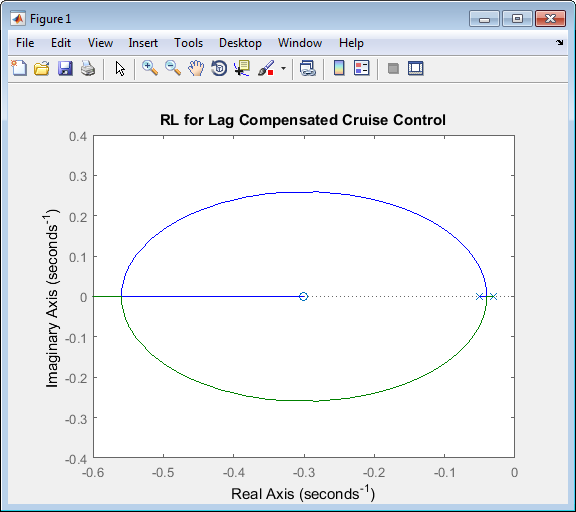 Figure 1
File Edit View Insert Tools Desktop Window Help
RL for Lag Compensated Cruise Control
0.4
0.3
0.2
0.1
0
-0.1
-0.2
-0.3
-0.4
Imaginary Axis (seconds⁻¹)
-0.6 -0.5 -0.4 -0.3 -0.2 -0.1 0
Real Axis (seconds⁻¹)